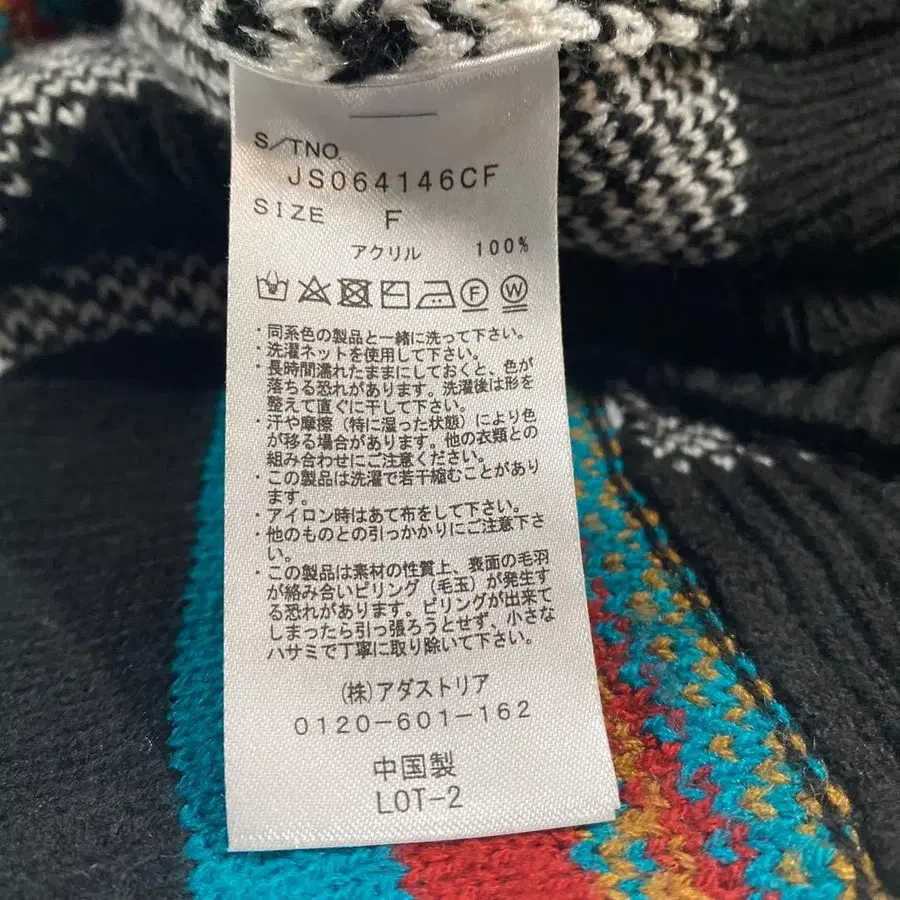 S/TNO.
JS064146CF
SIZE F
アクリル 100%
F W
・同系色の製品と一緒に洗って下さい。
・洗濯ネットを使用して下さい。
・長時間濡れたままにしておくと、色が
落ちる恐れがあります。洗濯後は形を
整えて直ぐに干して下さい。
・汗や摩擦（特に湿った状態）により色
が移る場合があります。他の衣類との
組み合わせにご注意ください。
・この製品は洗濯で若干縮むことがあり
ます。
・アイロン時はあて布をして下さい。
・他のものとの引っかかりにご注意下さ
い。
・この製品は素材の性質上、表面の毛羽
が絡み合いピリング（毛玉）が発生す
る恐れがあります。ピリングが出来て
しまったら引っ張ろうとせず、小さな
ハサミで丁寧に取り除いて下さい。
(株)アダストリア
0120-601-162
中国製
LOT-2